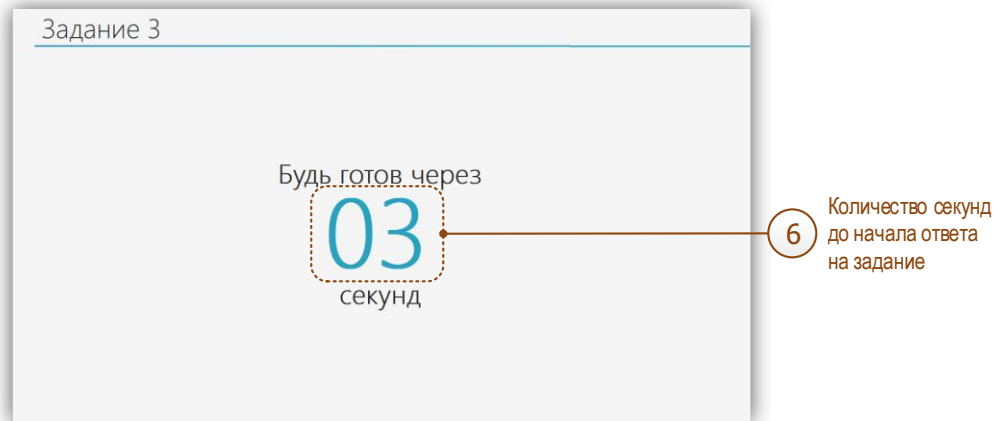 Задание 3
Будь готов через
03
секунд
6
Количество секунд
до начала ответа
на задание